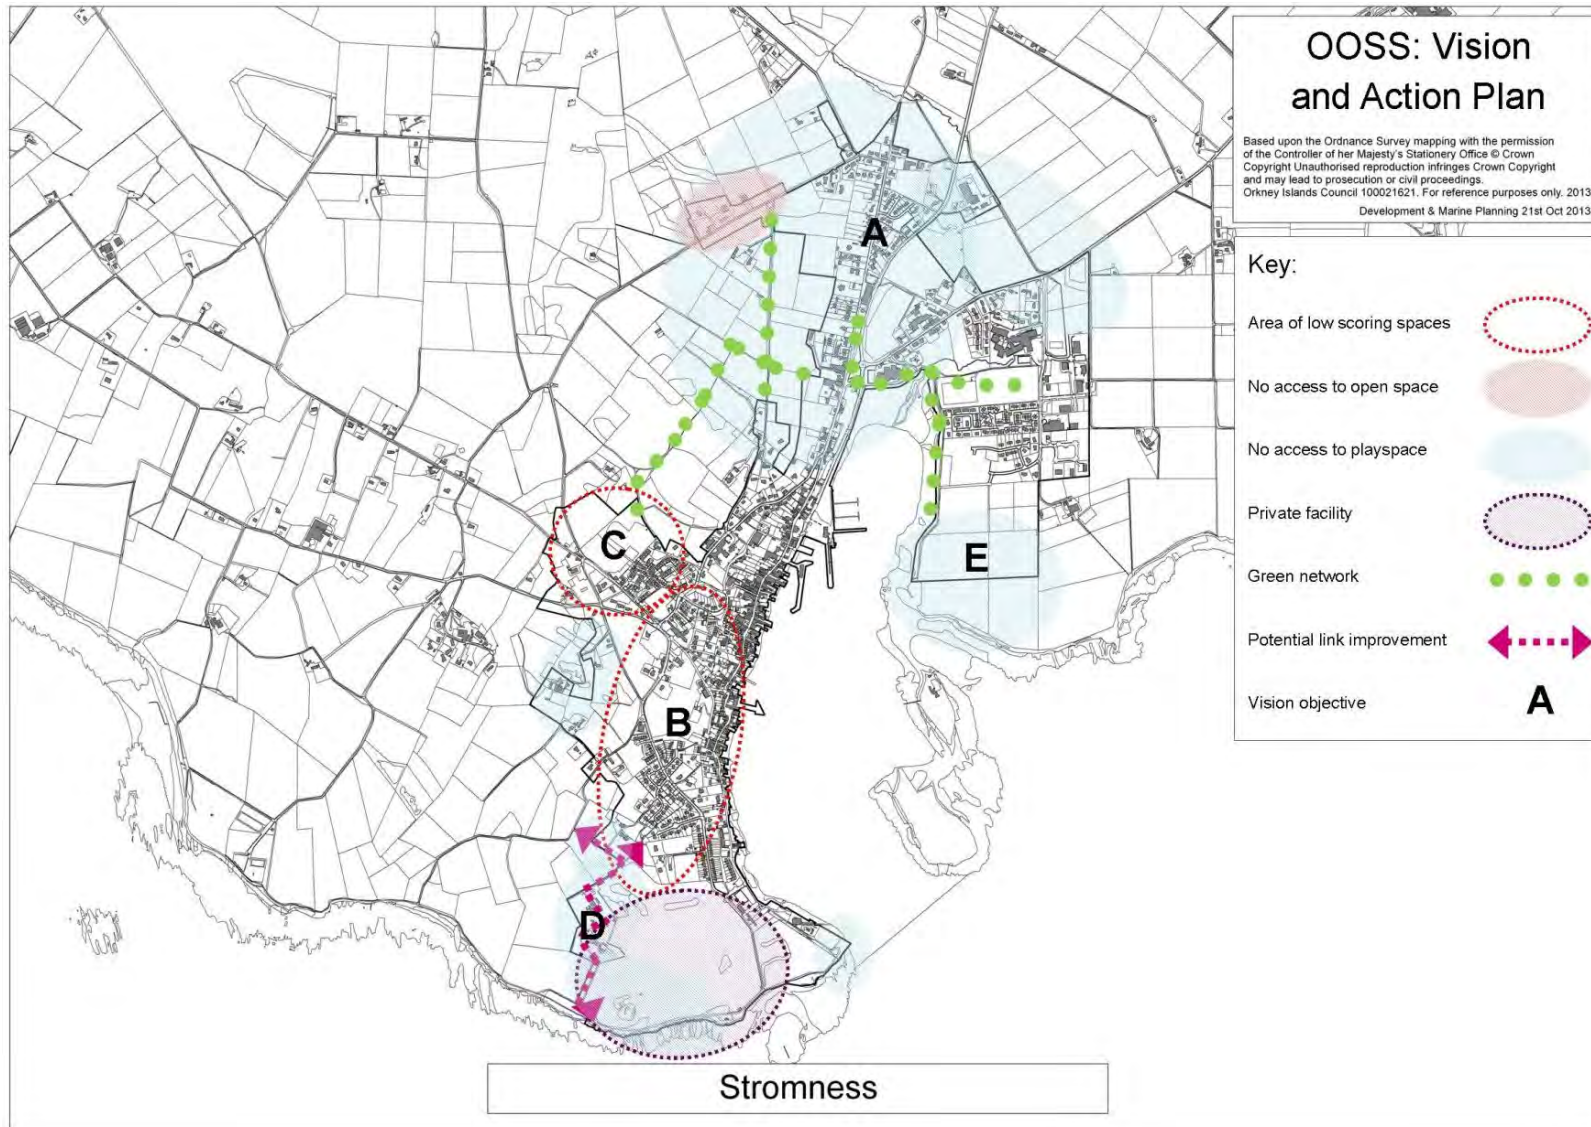 OOSS: Vision
and Action Plan
Based upon the Ordnance Survey mapping with the permission
of the Controller of her Majesty's Stationery Office © Crown
Copyright Unauthorised reproduction infringes Crown Copyright
and may lead to prosecution or civil proceedings.
Orkney Islands Council 100021621. For reference purposes only. 2013
Development & Marine Planning 21st Oct 2013
Key:
Area of low scoring spaces
No access to open space
No access to playspace
Private facility
Green network
Potential link improvement
Vision objective
A
A
C
E
B
D
Stromness